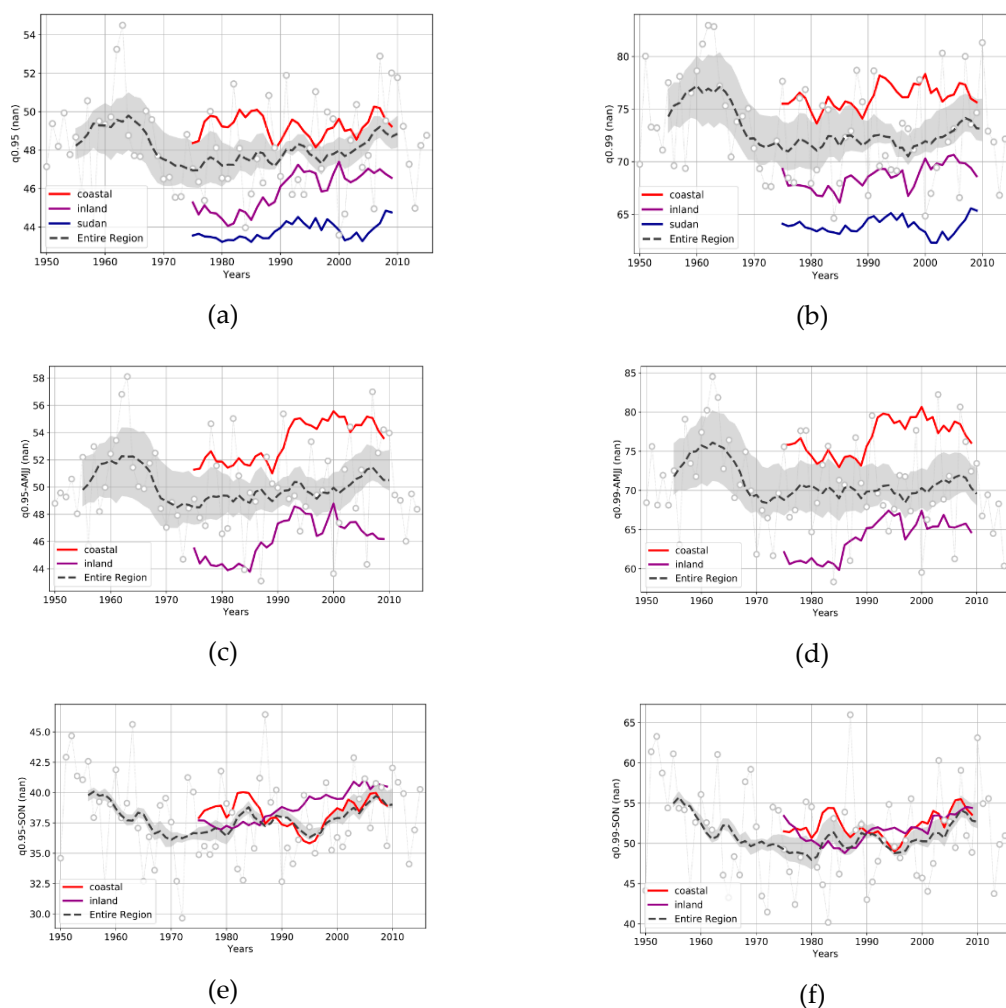 54
52
50
48
46
44
q0.95 (nan)
coastal
inland
sudan
Entire Region
1950 1960 1970 1980 1990 2000 2010
Years
(a)
80
75
70
65
q0.99 (nan)
coastal
inland
sudan
Entire Region
1950 1960 1970 1980 1990 2000 2010
Years
(b)
58
56
54
52
50
48
46
44
q0.95-AMJJ (nan)
coastal
inland
Entire Region
1950 1960 1970 1980 1990 2000 2010
Years
(c)
85
80
75
70
65
60
q0.99-AMJJ (nan)
coastal
inland
Entire Region
1950 1960 1970 1980 1990 2000 2010
Years
(d)
45.0
42.5
40.0
37.5
35.0
32.5
30.0
q0.95-SON (nan)
coastal
inland
Entire Region
1950 1960 1970 1980 1990 2000 2010
Years
(e)
65
60
55
50
45
40
q0.99-SON (nan)
coastal
inland
Entire Region
1950 1960 1970 1980 1990 2000 2010
Years
(f)